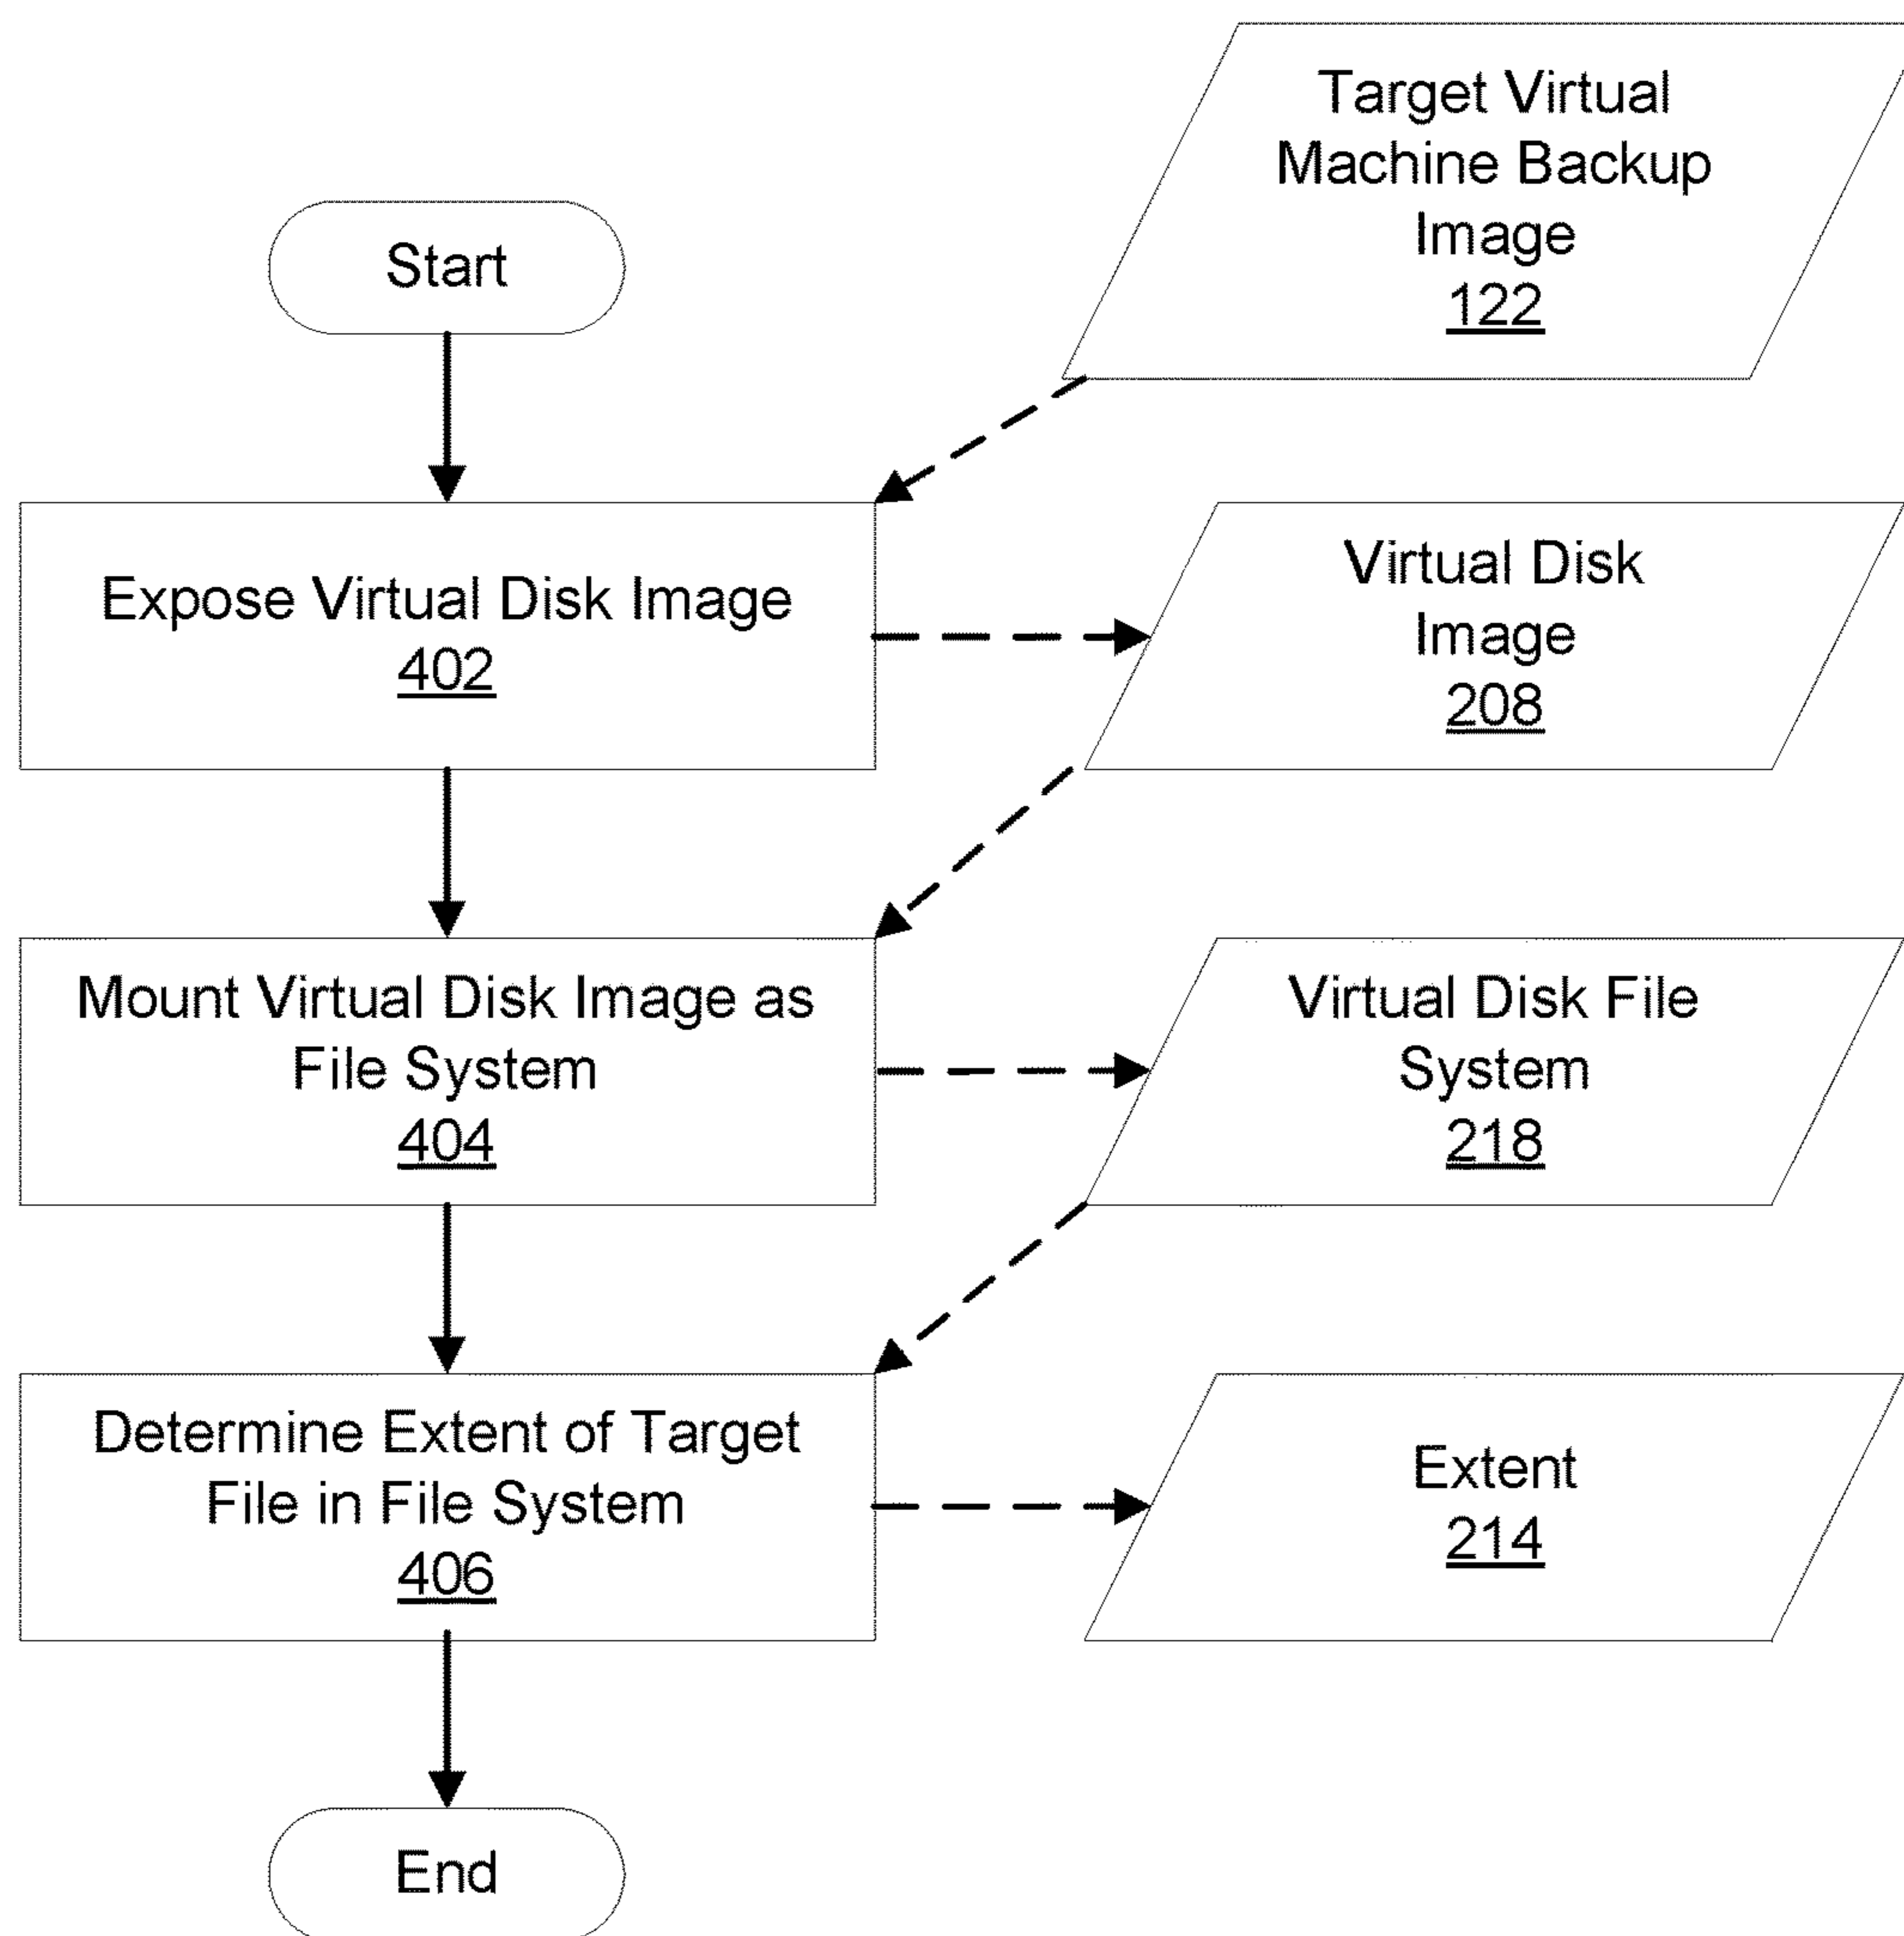 Start
Target Virtual
Machine Backup
Image
122
Expose Virtual Disk Image
402
Virtual Disk
Image
208
Mount Virtual Disk Image as
File System
404
Virtual Disk File
System
218
Determine Extent of Target
File in File System
406
Extent
214
End